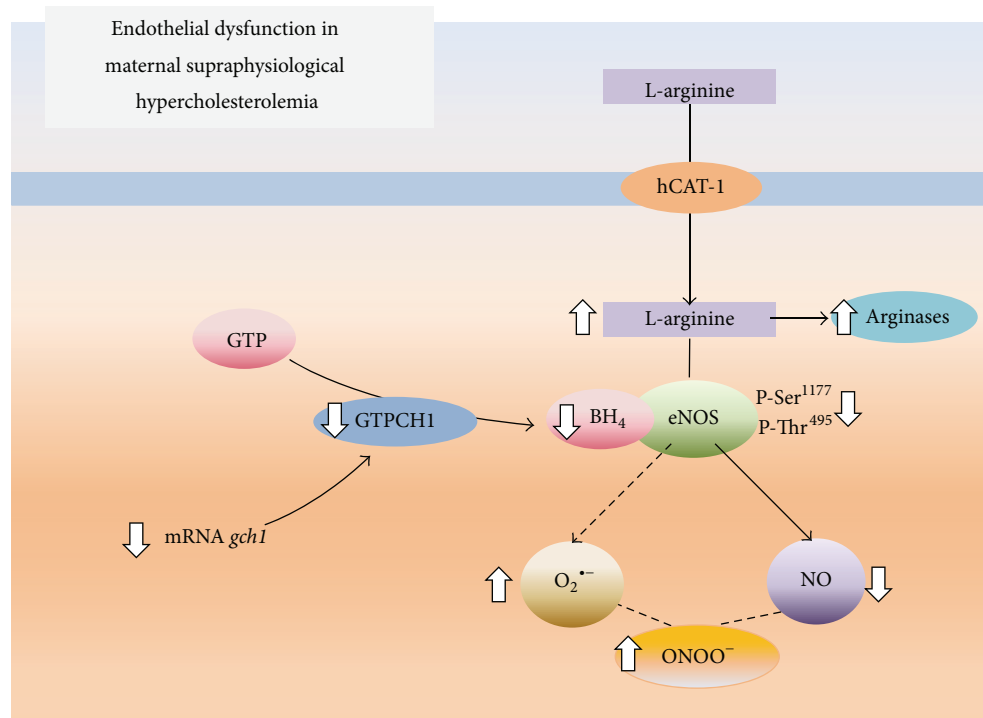 Endothelial dysfunction in
maternal supraphysiological
hypercholesterolemia
L-arginine
hCAT-1
L-arginine
Arginases
GTP
GTPCH1
BH₄
eNOS
P-Ser¹¹⁷⁷
P-Thr⁴⁹⁵
mRNA gch1
O₂•⁻
NO
ONOO⁻